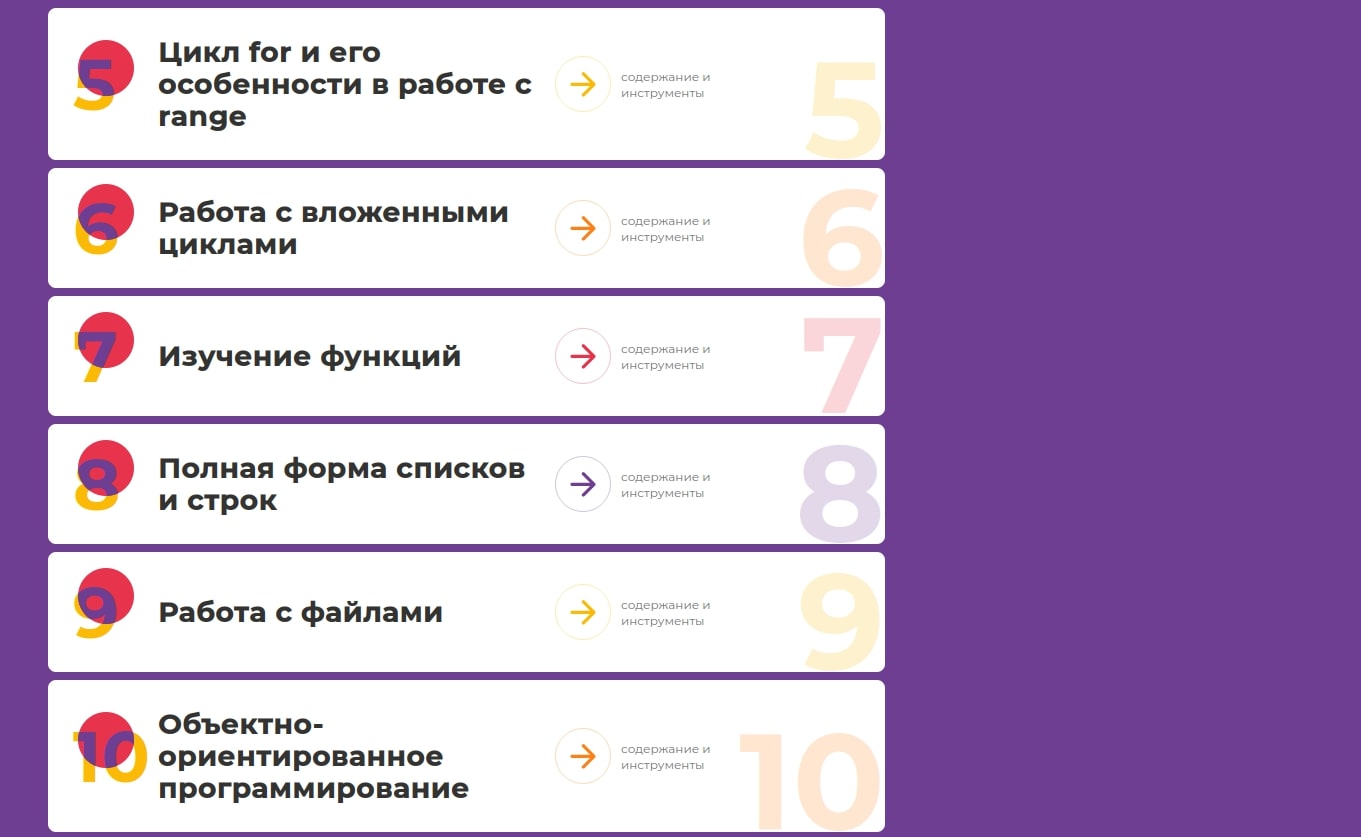 5
Цикл for и его
особенности в работе с
range
содержание и
инструменты
5
6
Работа с вложенными
циклами
содержание и
инструменты
6
7
Изучение функций
содержание и
инструменты
7
8
Полная форма списков
и строк
содержание и
инструменты
8
9
Работа с файлами
содержание и
инструменты
9
10
Объектно-
ориентированное
программирование
содержание и
инструменты
10